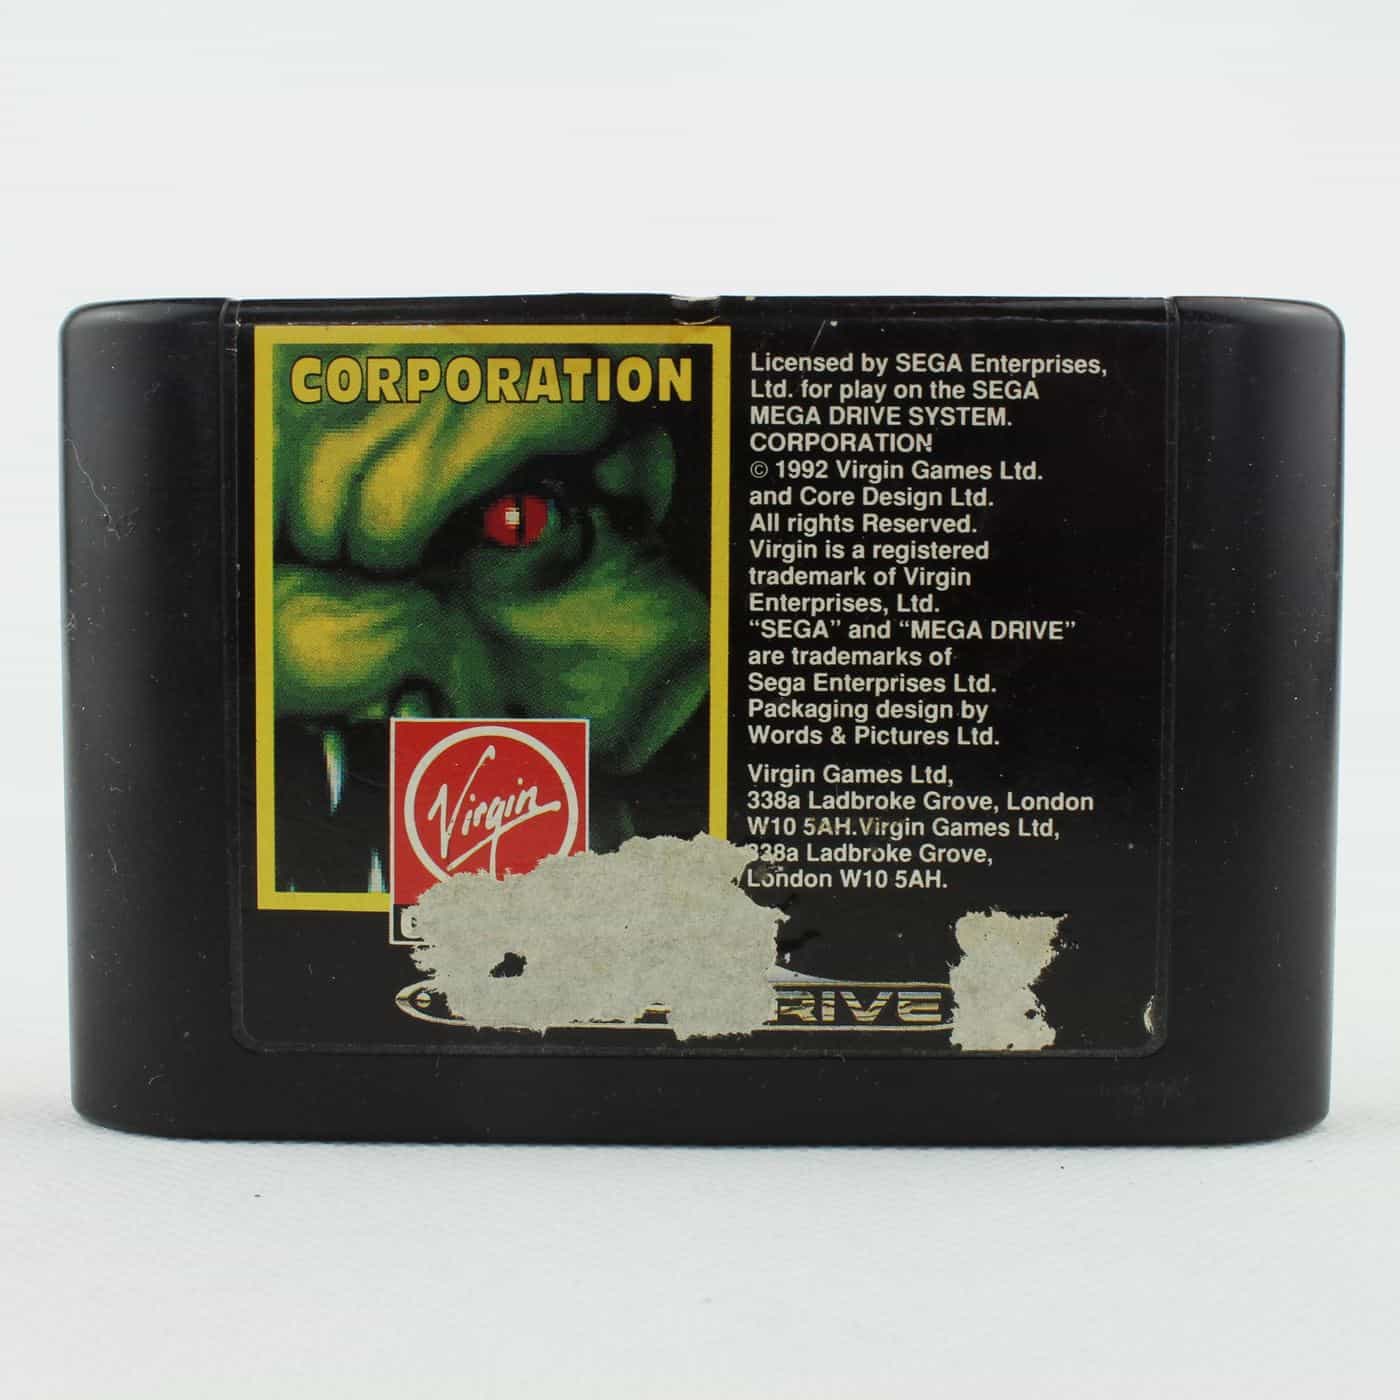 CORPORATION
Licensed by SEGA Enterprises,
Ltd. for play on the SEGA
MEGA DRIVE SYSTEM.
CORPORATION
© 1992 Virgin Games Ltd.
and Core Design Ltd.
All rights Reserved.
Virgin is a registered
trademark of Virgin
Enterprises, Ltd.
“SEGA” and “MEGA DRIVE”
are trademarks of
Sega Enterprises Ltd.
Packaging design by
Words & Pictures Ltd.
Virgin Games Ltd,
338a Ladbroke Grove, London
W10 5AH.Virgin Games Ltd,
338a Ladbroke Grove,
London W10 5AH.
Virgin
DRIVE